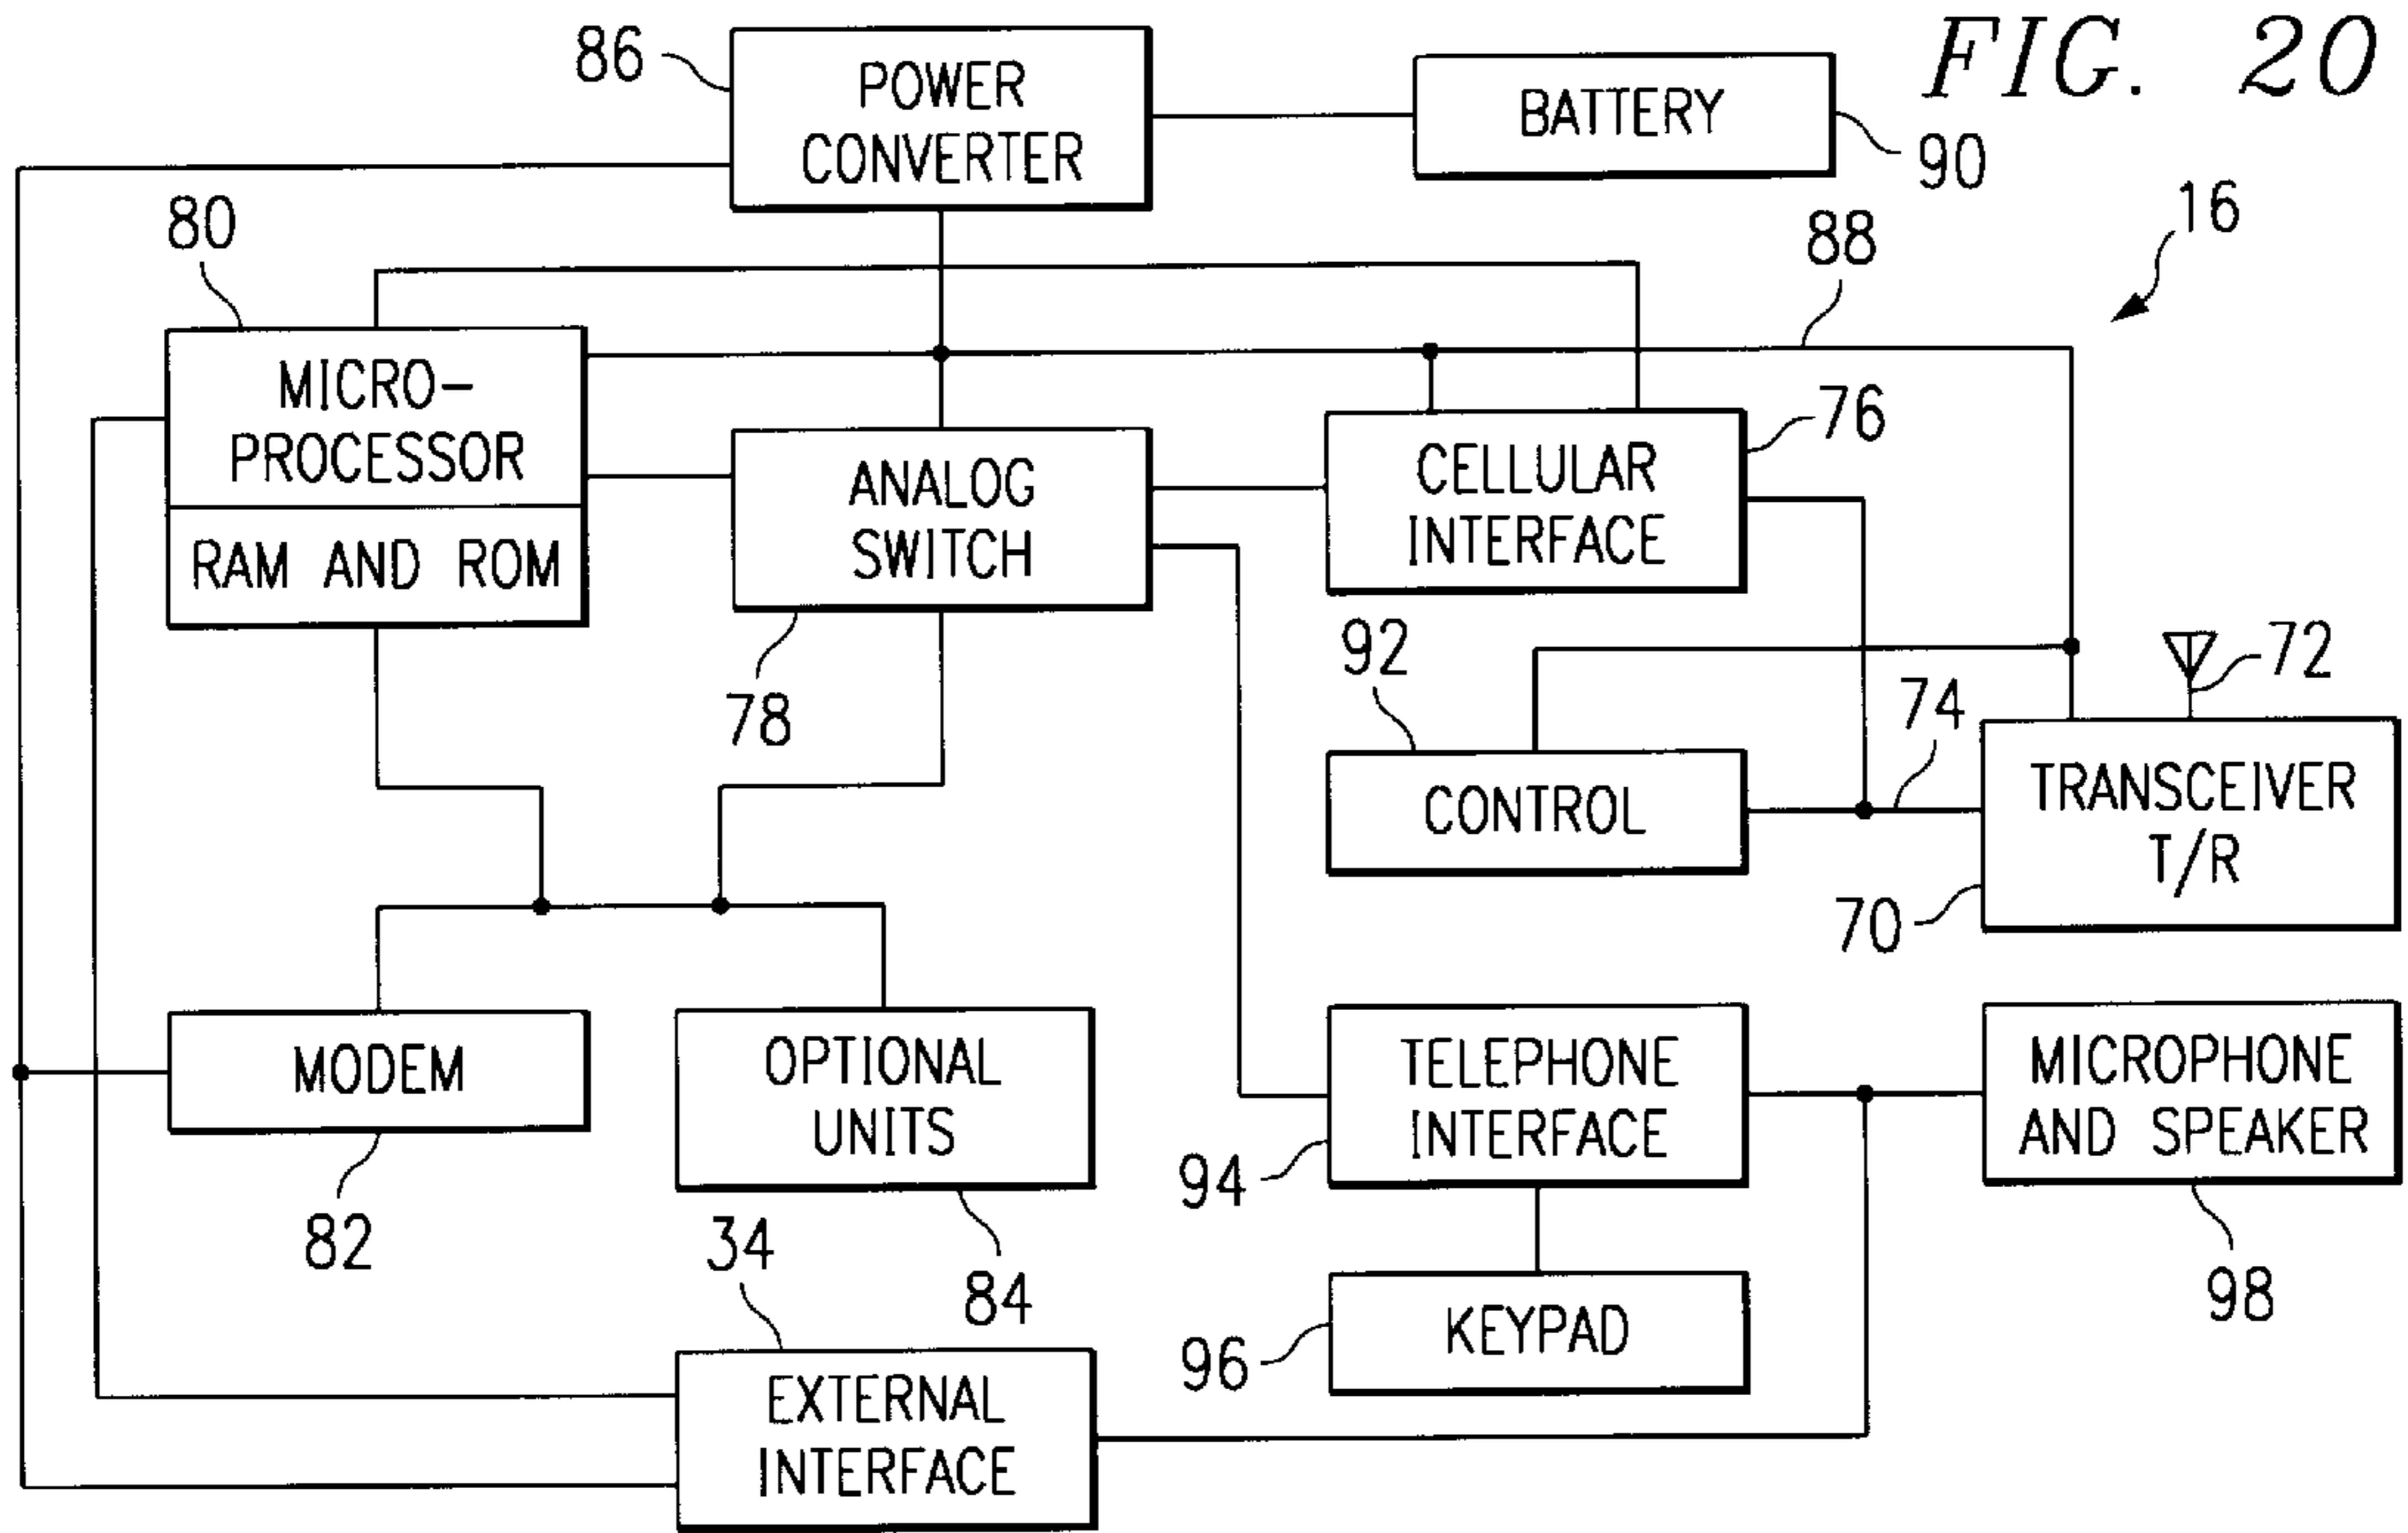 FIG. 20
86
POWER
CONVERTER
BATTERY
90
16
80
88
MICRO-
PROCESSOR
RAM AND ROM
ANALOG
SWITCH
78
CELLULAR
INTERFACE
76
92
CONTROL
74
72
TRANSCEIVER
T/R
70
MODEM
82
OPTIONAL
UNITS
84
TELEPHONE
INTERFACE
94
MICROPHONE
AND SPEAKER
98
34
EXTERNAL
INTERFACE
KEYPAD
96